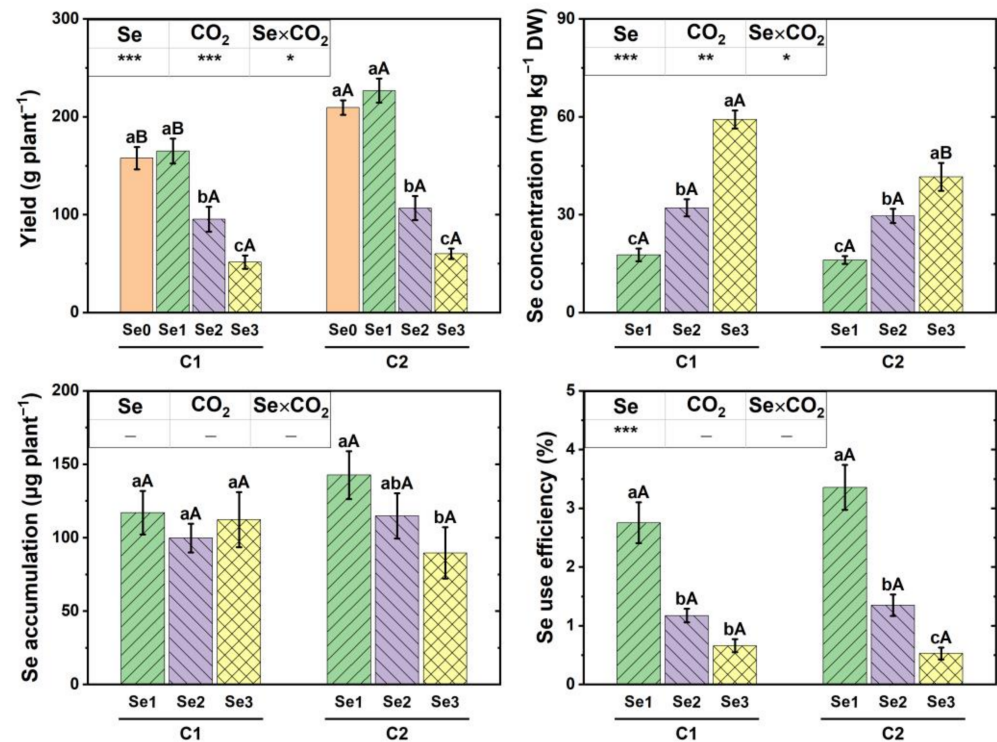 Se CO₂ Se×CO₂
*** *** *
Yield (g plant⁻¹)
300
200
100
0
aB aB bA cA aA aA bA cA
Se0 Se1 Se2 Se3 Se0 Se1 Se2 Se3
C1 C2
Se CO₂ Se×CO₂
*** ** *
Se concentration (mg kg⁻¹ DW)
90
60
30
0
cA bA aA cA bA aB
Se1 Se2 Se3 Se1 Se2 Se3
C1 C2
Se CO₂ Se×CO₂
— — —
Se accumulation (µg plant⁻¹)
200
150
100
50
0
aA aA aA aA abA bA
Se1 Se2 Se3 Se1 Se2 Se3
C1 C2
Se CO₂ Se×CO₂
*** — —
Se use efficiency (%)
5
4
3
2
1
0
aA bA bA aA bA cA
Se1 Se2 Se3 Se1 Se2 Se3
C1 C2